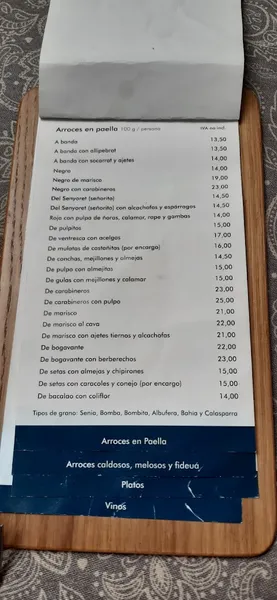 Arroces en paella 100 g / persona IVA no incl.
A banda 13,50
A banda con allipebrat 13,50
A banda con socarrat y ajetes 14,00
Negro 14,00
Negro de marisco 19,00
Negro con carabineros 23,00
Del Senyoret (señorito) 14,50
Del Senyoret (señorito) con alcachofas y espárragos 14,50
Rojo con pulpa de ñoras, calamar, rape y gambas 14,00
De pulpitos 15,00
De ventresca con acelgas 17,00
De muletas de castañitas (por encargo) 16,00
De conchas, mejillones y almejas 14,50
De pulpo con almejitas 15,00
De gulas con mejillones y calamar 15,00
De carabineros 23,00
De carabineros con pulpo 25,00
De marisco 21,00
De marisco al cava 22,00
De marisco con ajetes tiernos y alcachofas 21,00
De bogavante 22,00
De bogavante con berberechos 23,00
De setas con almejas y chipirones 15,00
De setas con caracoles y conejo (por encargo) 15,00
De bacalao con coliflor 14,00
Tipos de grano: Senia, Bomba, Bombita, Albufera, Bahia y Calasparra
Arroces en Paella
Arroces caldosos, melosos y fideuá
Platos
Vinos